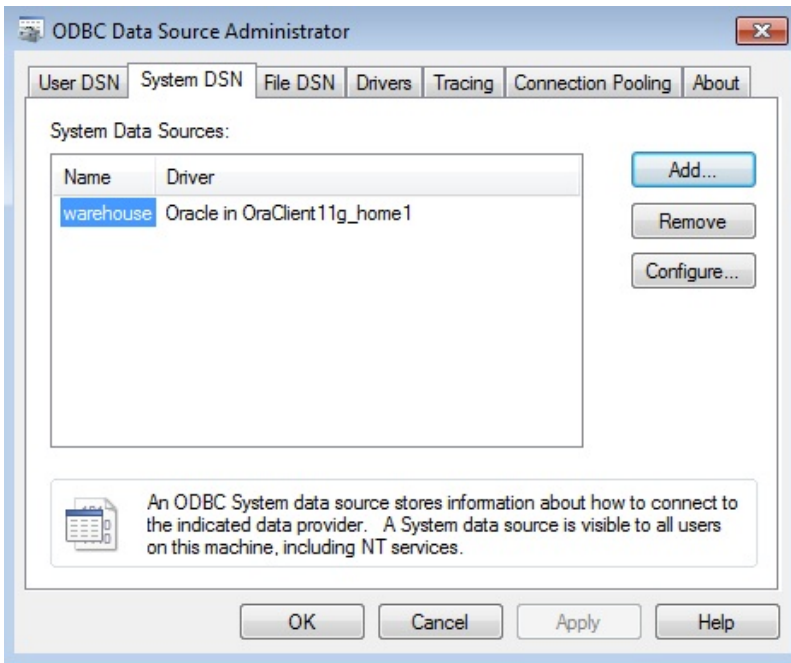 ODBC Data Source Administrator
User DSN System DSN File DSN Drivers Tracing Connection Pooling About
System Data Sources:
Name Driver
warehouse Oracle in OraClient11g_home1
Add...
Remove
Configure...
An ODBC System data source stores information about how to connect to
the indicated data provider. A System data source is visible to all users
on this machine, including NT services.
OK Cancel Apply Help